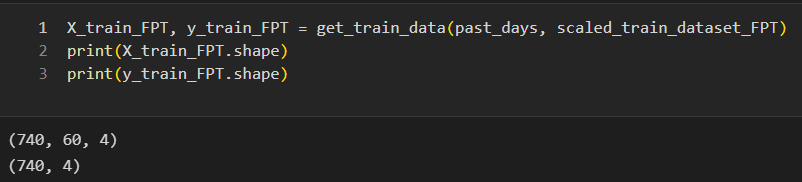 1 X_train_FPT, y_train_FPT = get_train_data(past_days, scaled_train_dataset_FPT)
2 print(X_train_FPT.shape)
3 print(y_train_FPT.shape)
(740, 60, 4)
(740, 4)